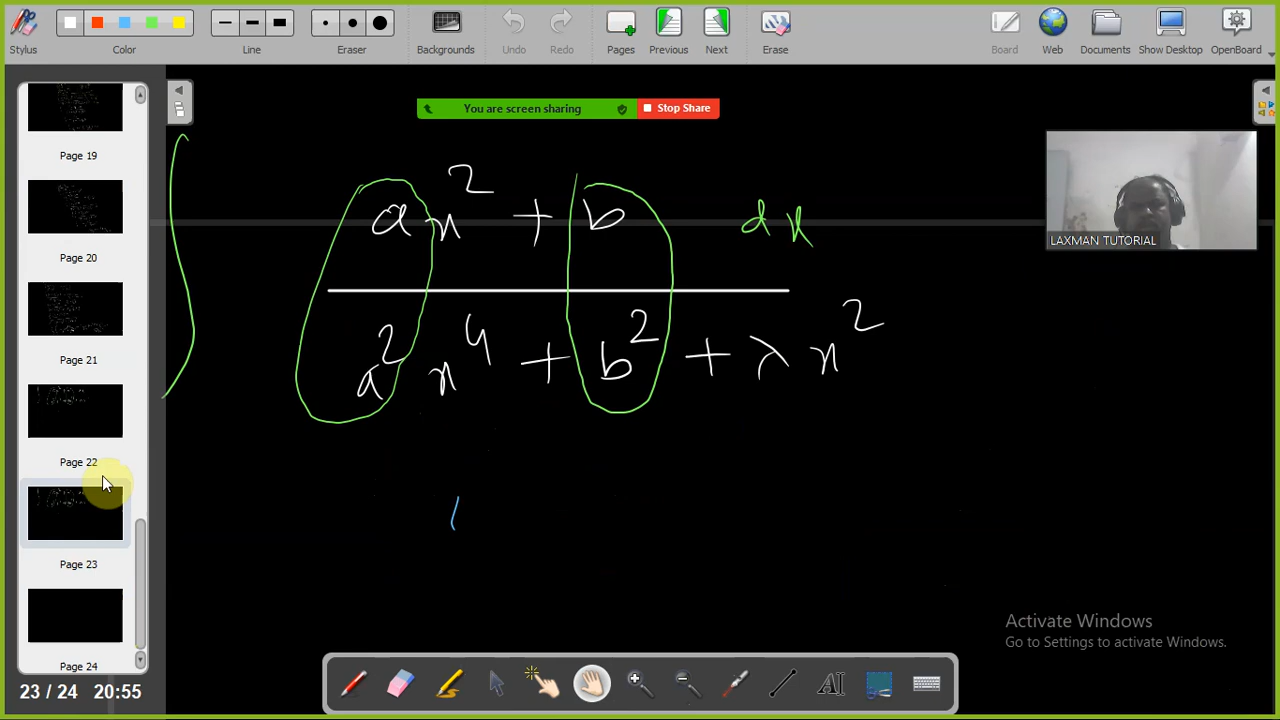 Stylus
Color
Line
Eraser
Backgrounds
Undo
Redo
Pages
Previous
Next
Erase
Board
Web
Documents
Show Desktop
OpenBoard
You are screen sharing
Stop Share
Page 19
Page 20
Page 21
Page 22
Page 23
Page 24
23 / 24 20:55
∫ ax² + b dx
a²x⁴ + b² + λx²
LAXMAN TUTORIAL
Activate Windows
Go to Settings to activate Windows.
AI